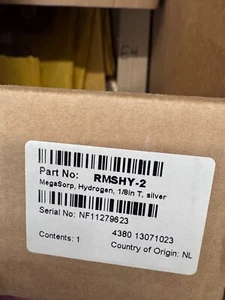 Part No: RMSHY-2
MegaSorp, Hydrogen, 1/8in T, silver
Serial No: NF11279623
4380 13071023
Contents: 1
Country of Origin: NL